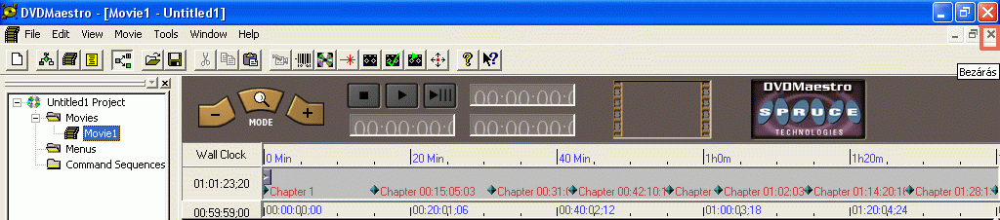 DVDMaestro - [Movie1 - Untitled1]
File Edit View Movie Tools Window Help
Bezárás
Untitled1 Project
Movies
Movie1
Menus
Command Sequences
MODE
00:00:00:0
00:00:00:0
00:00:00:0
DVDMaestro
SPRUCE
TECHNOLOGIES
Wall Clock 0 Min 20 Min 40 Min 1h0m 1h20m
01:01:23;20 Chapter 1 Chapter 00:15:05:03 Chapter 00:31:0 Chapter 00:42:10:1 Chapter Chapter 01:02:03 Chapter 01:14:20:18 Chapter 01:28:1
00:59:59;00 00:00:00;00 00:20:01;06 00:40:02;12 01:00:03;18 01:20:04;24